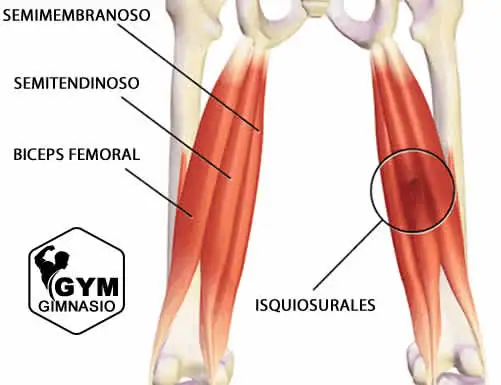 SEMIMEMBRANOSO
SEMITENDINOSO
BICEPS FEMORAL
GYM
GIMNASIO
ISQUIOSURALES